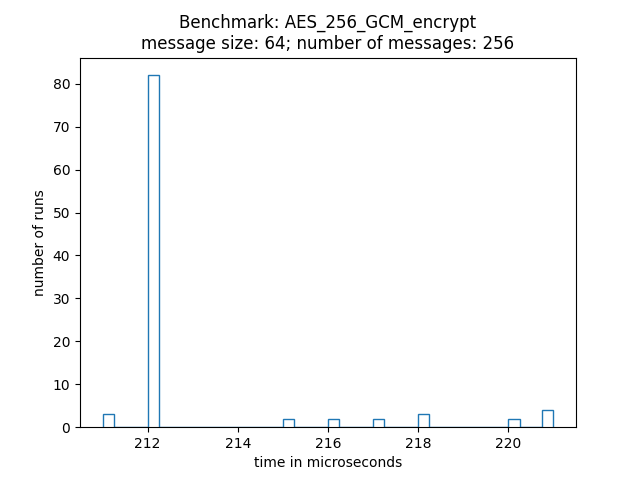 Benchmark: AES_256_GCM_encrypt
message size: 64; number of messages: 256
80
70
60
50
40
30
20
10
0
number of runs
212 214 216 218 220
time in microseconds